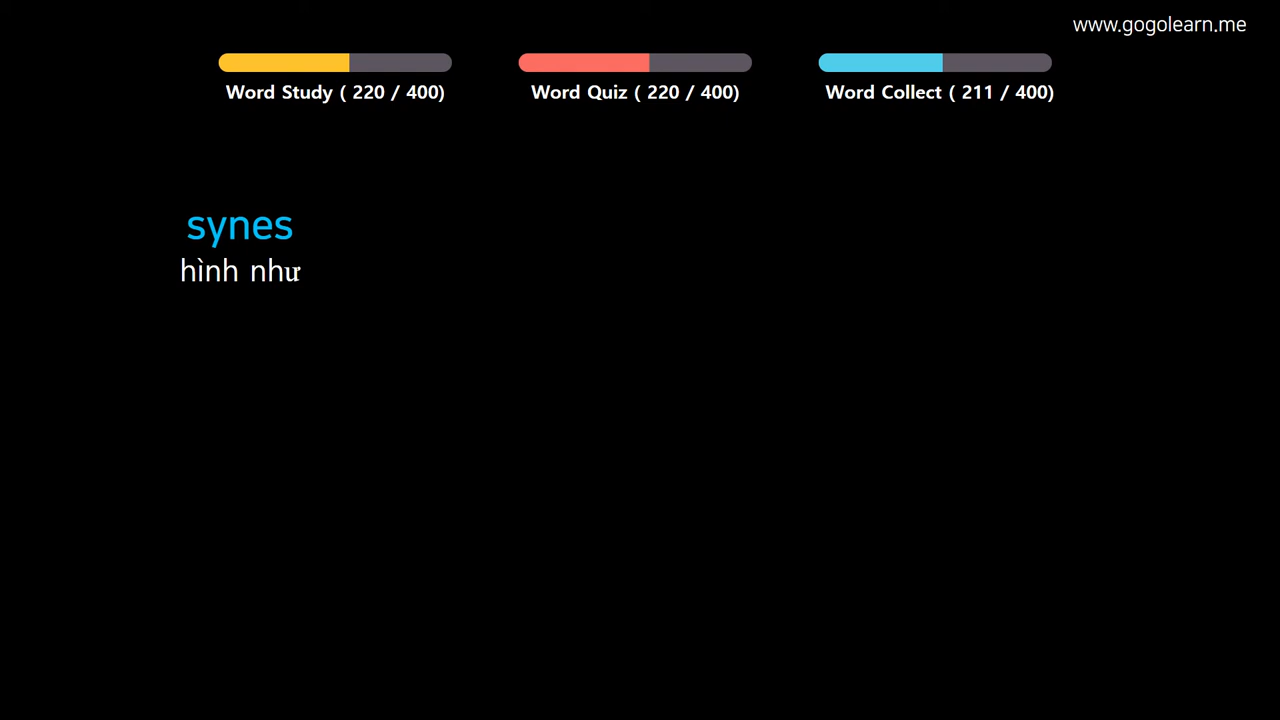 www.gogolearn.me
Word Study ( 220 / 400)
Word Quiz ( 220 / 400)
Word Collect ( 211 / 400)
synes
hình như